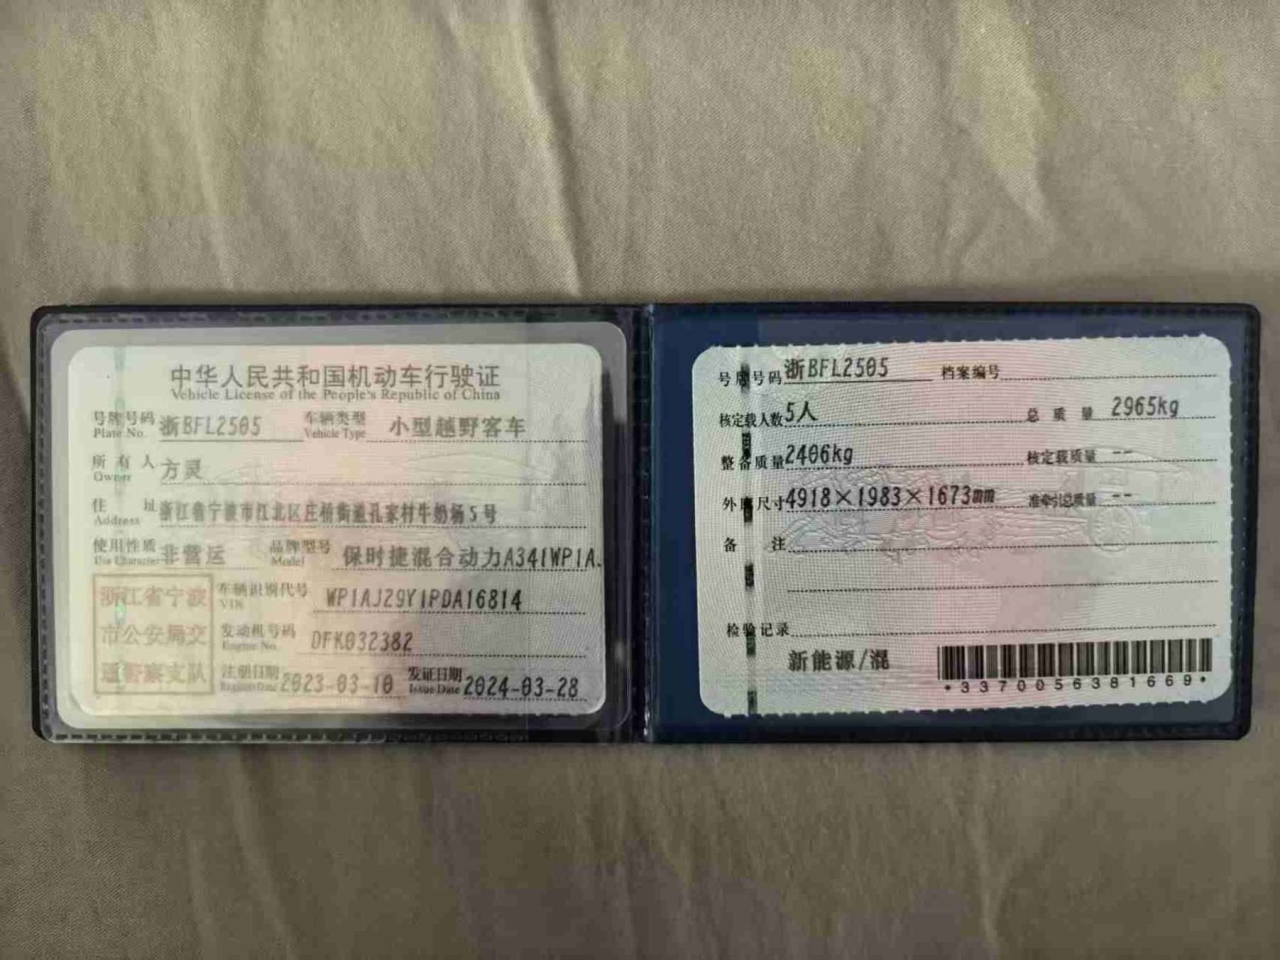 中华人民共和国机动车行驶证
Vehicle License of the People's Republic of China
号牌号码 浙BFL2505 车辆类型 小型越野客车
Plate No. Vehicle Type
所有人 方灵
Owner
住址 浙江省宁波市江北区庄桥街道孔家村牛奶杨5号
Address
使用性质 非营运 品牌型号 保时捷混合动力A341WP1A.
Use Character Model
浙江省宁波 车辆识别代号 WP1AJ29Y1PDA16814
VIN
市公安局交 发动机号码 DFK032382
Engine No.
通警察支队 注册日期 2023-03-10 发证日期 2024-03-28
Register Date Issue Date
号牌号码 浙BFL2505 档案编号
核定载人数 5人 总质量 2965kg
整备质量 2406kg 核定载质量 --
外廓尺寸 4918×1983×1673mm 准牵引总质量 --
备注
检验记录
新能源/混
*3370056381669*